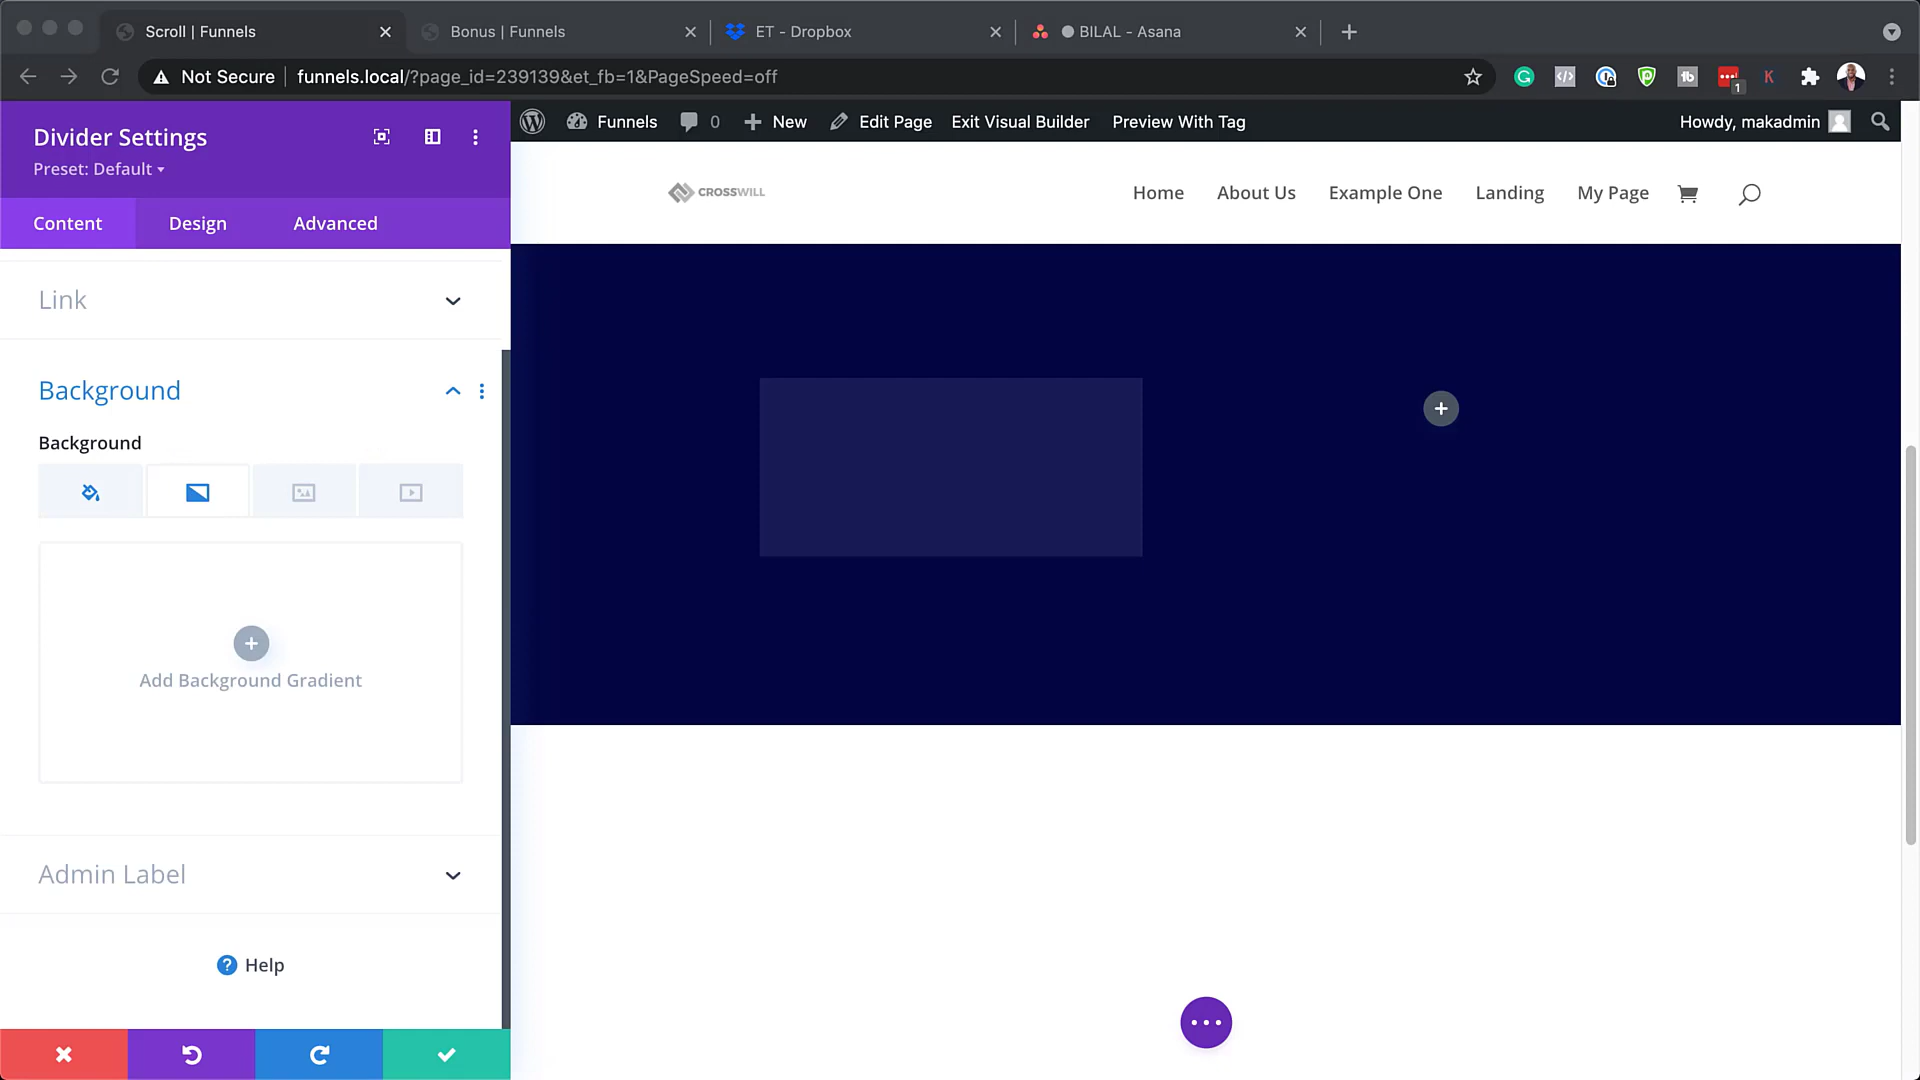 Scroll | Funnels
Bonus | Funnels
ET - Dropbox
BILAL - Asana
Not Secure
funnels.local/?page_id=239139&et_fb=1&PageSpeed=off
1
Divider Settings
Preset: Default
Funnels
0
New
Edit Page
Exit Visual Builder
Preview With Tag
Howdy, makadmin
Content
Design
Advanced
CROSSWILL
Home
About Us
Example One
Landing
My Page
Link
Background
Background
Add Background Gradient
Admin Label
Help